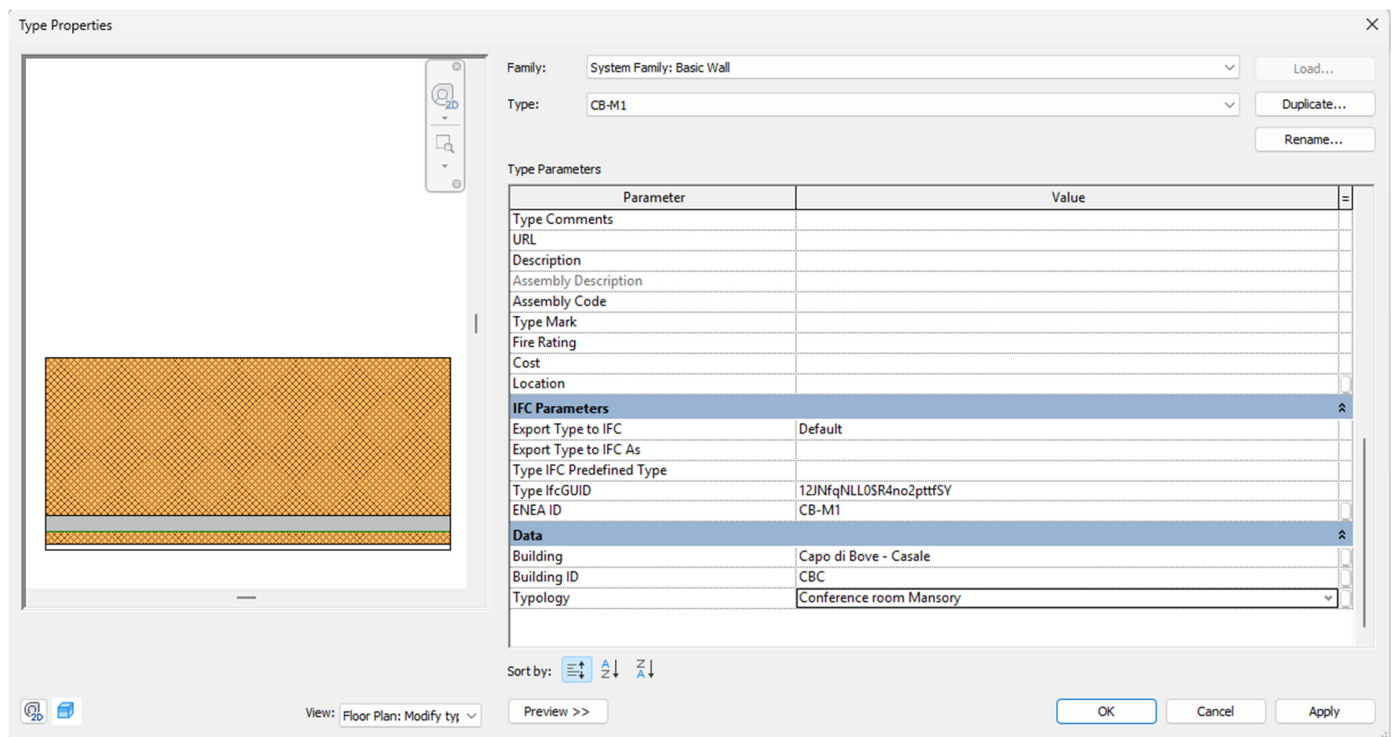 Type Properties
2D
Family: System Family: Basic Wall Load...
Type: CB-M1 Duplicate...
Rename...
Type Parameters
Parameter Value =
Type Comments
URL
Description
Assembly Description
Assembly Code
Type Mark
Fire Rating
Cost
Location
IFC Parameters
Export Type to IFC Default
Export Type to IFC As
Type IFC Predefined Type
Type IfcGUID 12JNfqNLL0$R4no2pttfSY
ENEA ID CB-M1
Data
Building Capo di Bove - Casale
Building ID CBC
Typology Conference room Mansory
Sort by: A Z Z A
2D View: Floor Plan: Modify typ Preview >> OK Cancel Apply